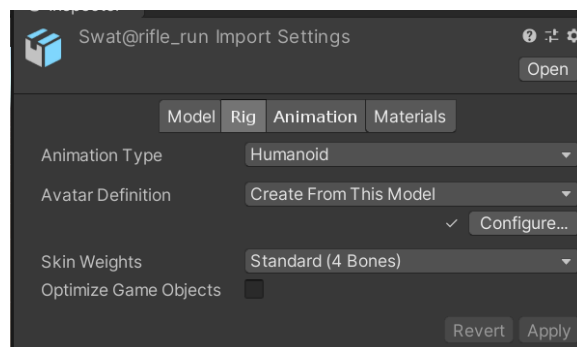 Swat@rifle_run Import Settings
Open
Model Rig Animation Materials
Animation Type Humanoid
Avatar Definition Create From This Model
Configure...
Skin Weights Standard (4 Bones)
Optimize Game Objects
Revert Apply